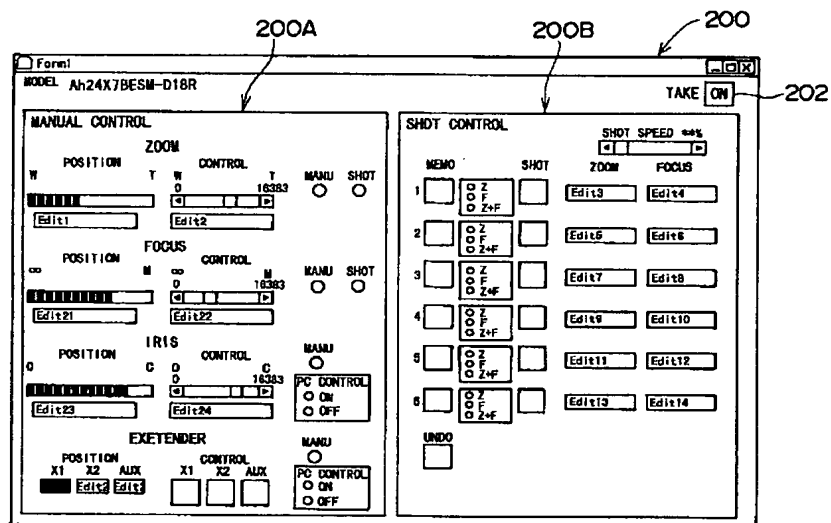 200A 200B 200
Form1
MODEL Ah24X7BESM-D18R
TAKE ON 202
MANUAL CONTROL
ZOOM
POSITION CONTROL
W T W T MANU SHOT
0 16383
Edit1 Edit2
FOCUS
POSITION CONTROL
∞ M ∞ M MANU SHOT
0 16383
Edit21 Edit22
IRIS
POSITION CONTROL MANU
O C O C
0 16383
PC CONTROL
ON
OFF
Edit23 Edit24
EXETENDER
MANU
POSITION CONTROL
X1 X2 AUX X1 X2 AUX
PC CONTROL
ON
OFF
SHOT CONTROL
SHOT SPEED **%
MEMO SHOT ZOOM FOCUS
1 Z F Z+F Edit3 Edit4
2 Z F Z+F Edit5 Edit6
3 Z F Z+F Edit7 Edit8
4 Z F Z+F Edit9 Edit10
5 Z F Z+F Edit11 Edit12
6 Z F Z+F Edit13 Edit14
UNDO